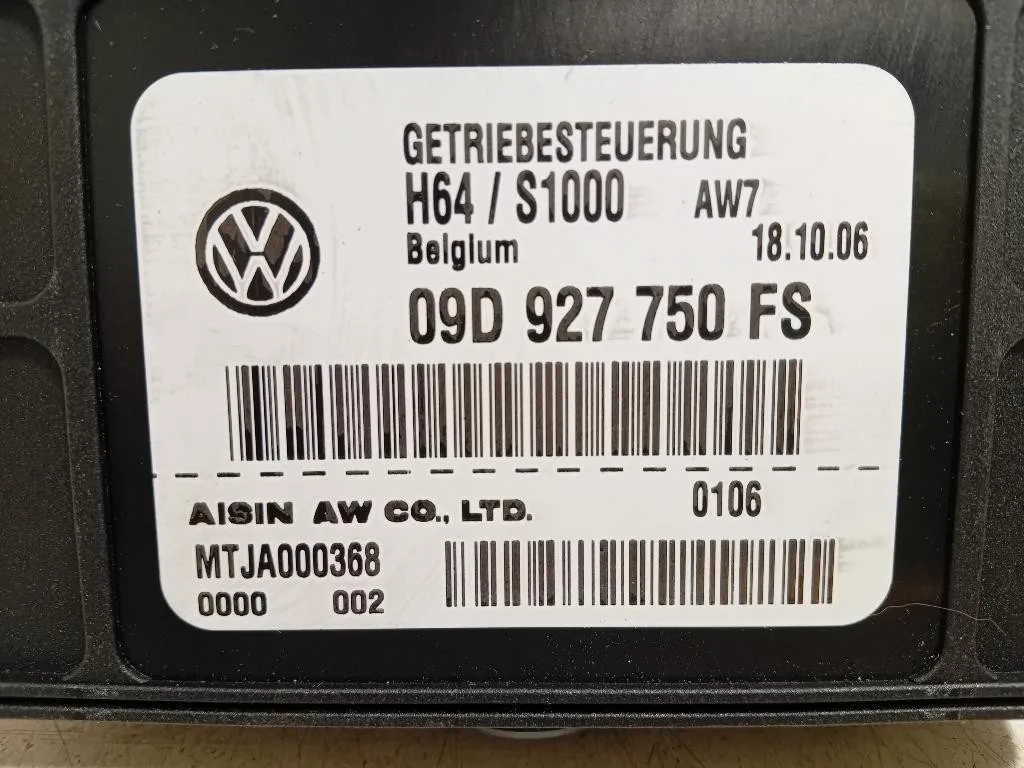 GETRIEBESTEUERUNG
H64 / S1000 AW7
Belgium 18.10.06
09D 927 750 FS
AISIN AW CO., LTD. 0106
MTJA000368
0000 002